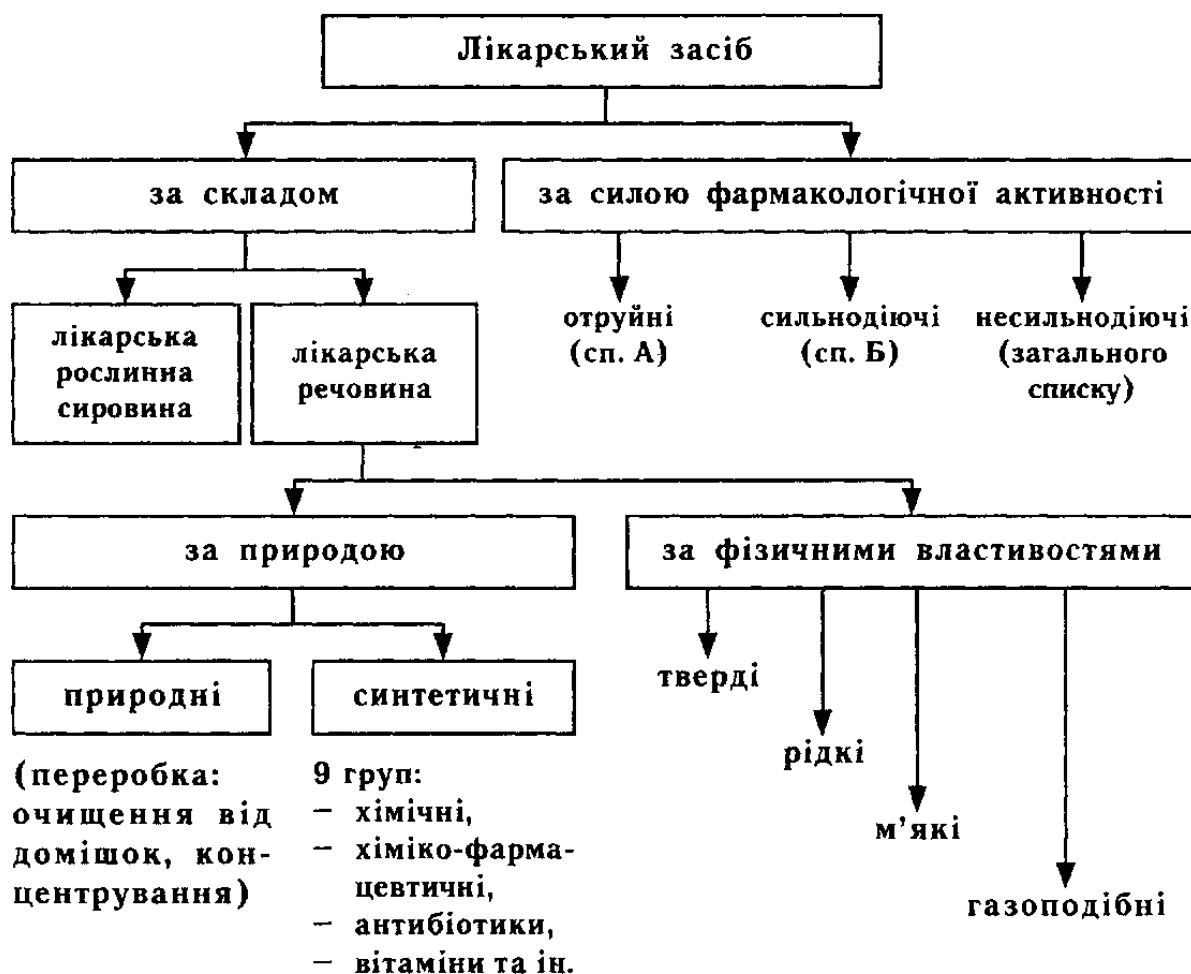 Лікарський засіб
за складом
за силою фармакологічної активності
лікарська
рослинна
сировина
лікарська
речовина
отруйні
(сп. А)
сильнодіючі
(сп. Б)
несильнодіючі
(загального
списку)
за природою
за фізичними властивостями
природні
синтетичні
тверді
рідкі
м'які
газоподібні
(переробка:
очищення від
домішок, кон-
центрування)
9 груп:
– хімічні,
– хіміко-фарма-
цевтичні,
– антибіотики,
– вітаміни та ін.